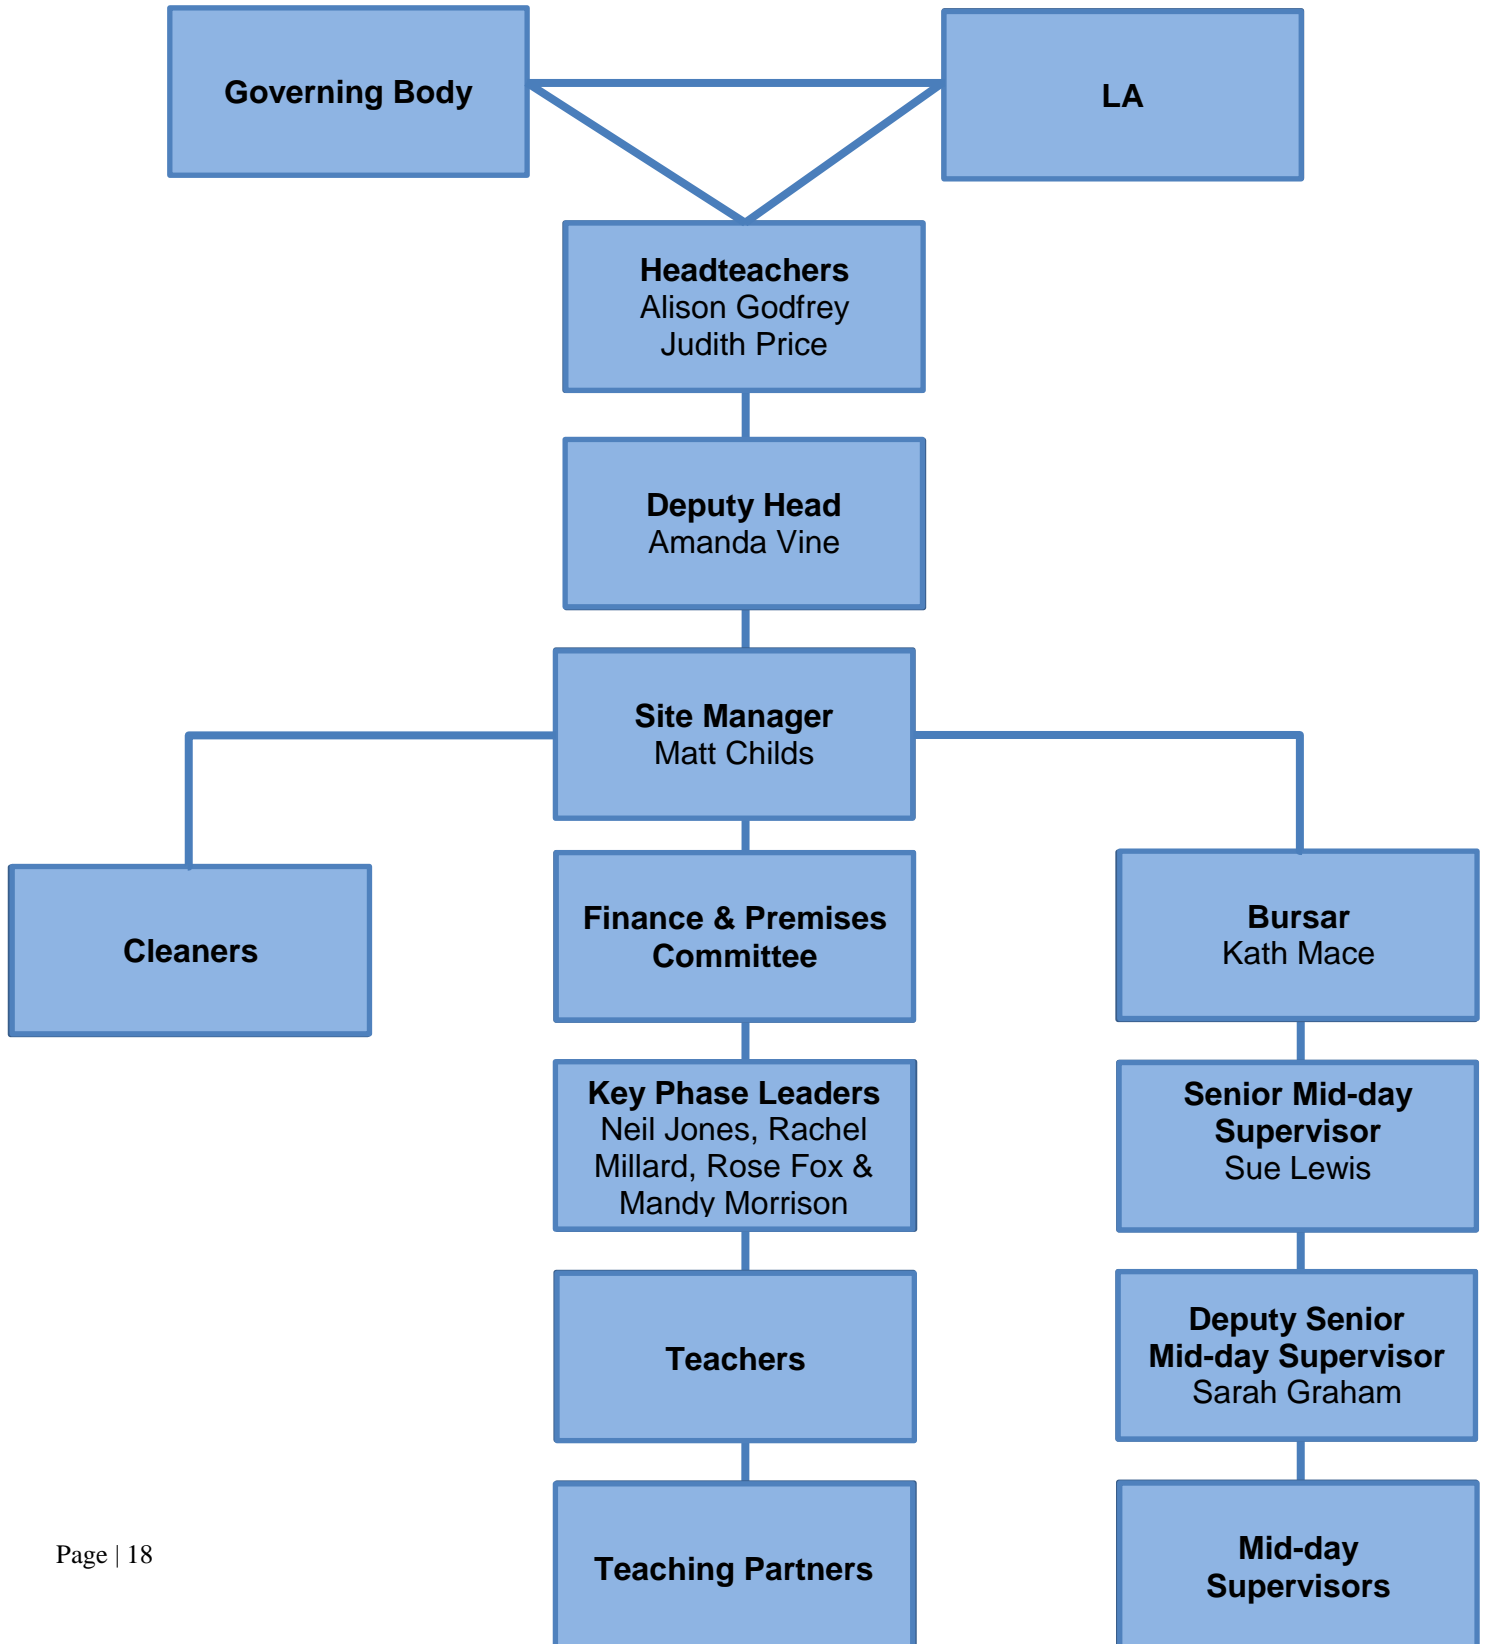 Governing Body
LA
Headteachers
Alison Godfrey
Judith Price
Deputy Head
Amanda Vine
Site Manager
Matt Childs
Cleaners
Finance & Premises
Committee
Bursar
Kath Mace
Key Phase Leaders
Neil Jones, Rachel
Millard, Rose Fox &
Mandy Morrison
Senior Mid-day
Supervisor
Sue Lewis
Teachers
Deputy Senior
Mid-day Supervisor
Sarah Graham
Teaching Partners
Mid-day
Supervisors
Page | 18